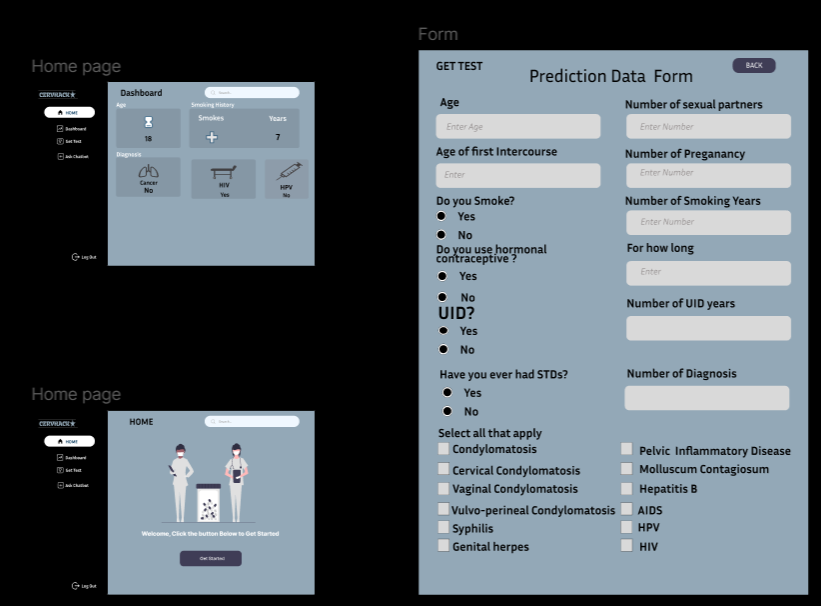 Home page
CERVHACK
HOME
Dashboard
Get Test
Ask Chatbot
Log Out
Dashboard
Search..
Age
18
Smoking History
Smokes
Years
7
Diagnosis
Cancer
No
HIV
Yes
HPV
No
Home page
CERVHACK
HOME
Dashboard
Get Test
Ask Chatbot
Log Out
HOME
Search..
Welcome, Click the button Below to Get Started
Get Started
Form
GET TEST
BACK
Prediction Data Form
Age
Enter Age
Number of sexual partners
Enter Number
Age of first Intercourse
Enter
Number of Preganancy
Enter Number
Do you Smoke?
Yes
No
Number of Smoking Years
Enter Number
Do you use hormonal
contraceptive ?
Yes
No
For how long
Enter
UID?
Yes
No
Number of UID years
Have you ever had STDs?
Yes
No
Number of Diagnosis
Select all that apply
Condylomatosis
Cervical Condylomatosis
Vaginal Condylomatosis
Vulvo-perineal Condylomatosis
Syphilis
Genital herpes
Pelvic Inflammatory Disease
Molluscum Contagiosum
Hepatitis B
AIDS
HPV
HIV